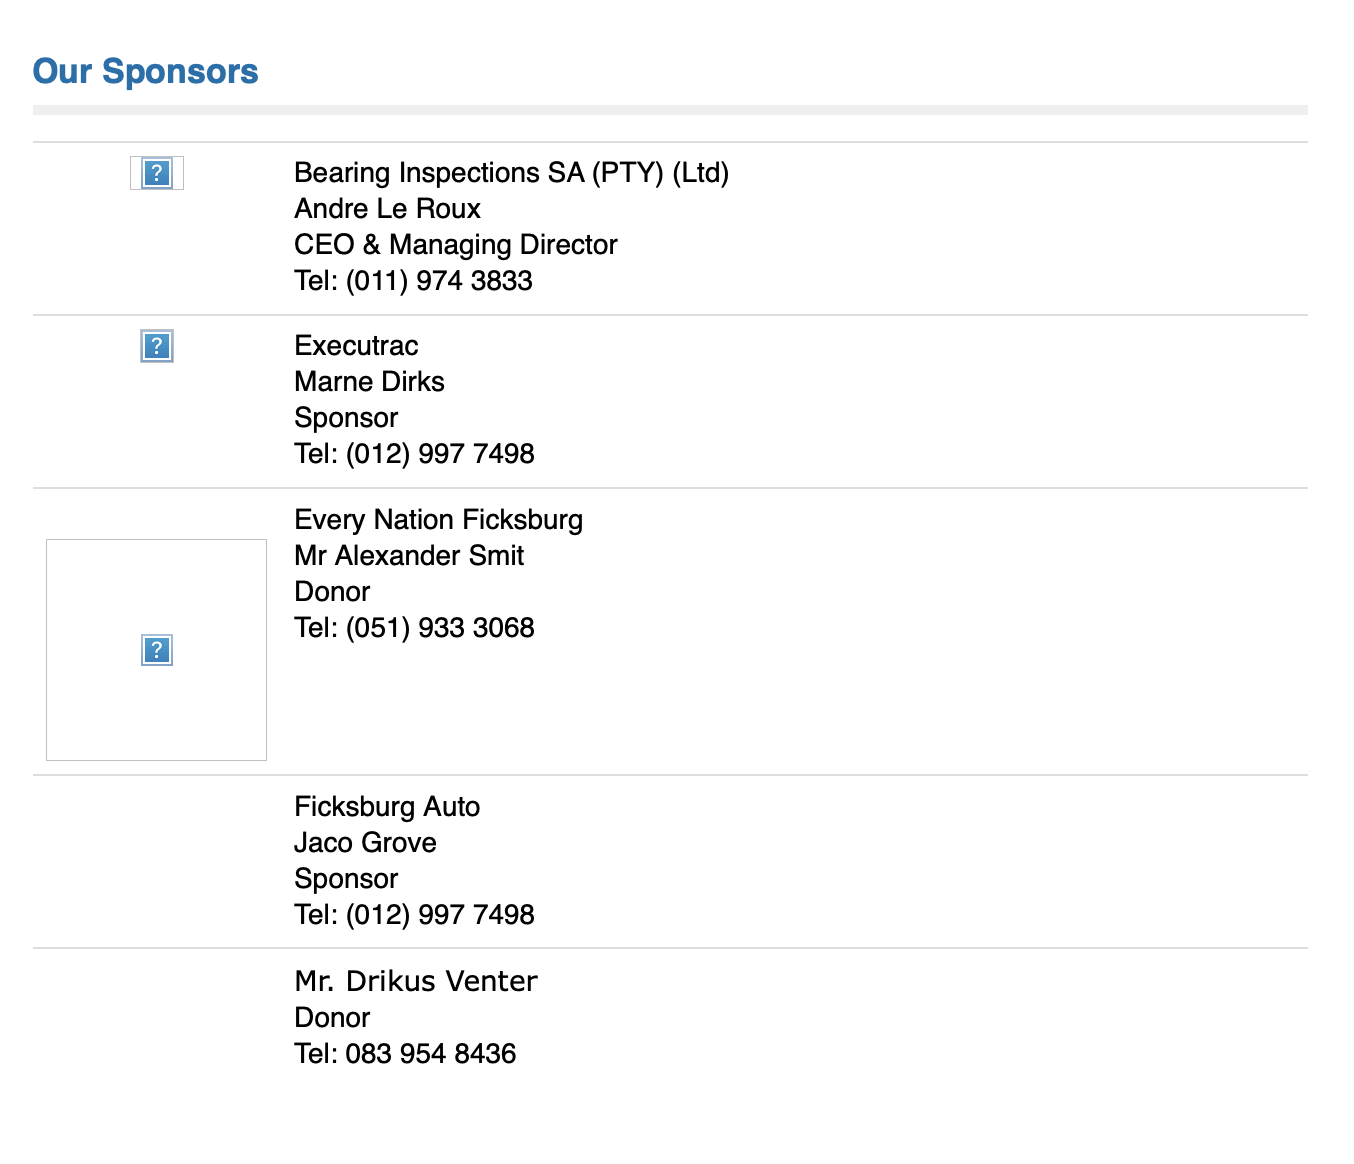 Our Sponsors
Bearing Inspections SA (PTY) (Ltd)
Andre Le Roux
CEO & Managing Director
Tel: (011) 974 3833
Executrac
Marne Dirks
Sponsor
Tel: (012) 997 7498
Every Nation Ficksburg
Mr Alexander Smit
Donor
Tel: (051) 933 3068
Ficksburg Auto
Jaco Grove
Sponsor
Tel: (012) 997 7498
Mr. Drikus Venter
Donor
Tel: 083 954 8436